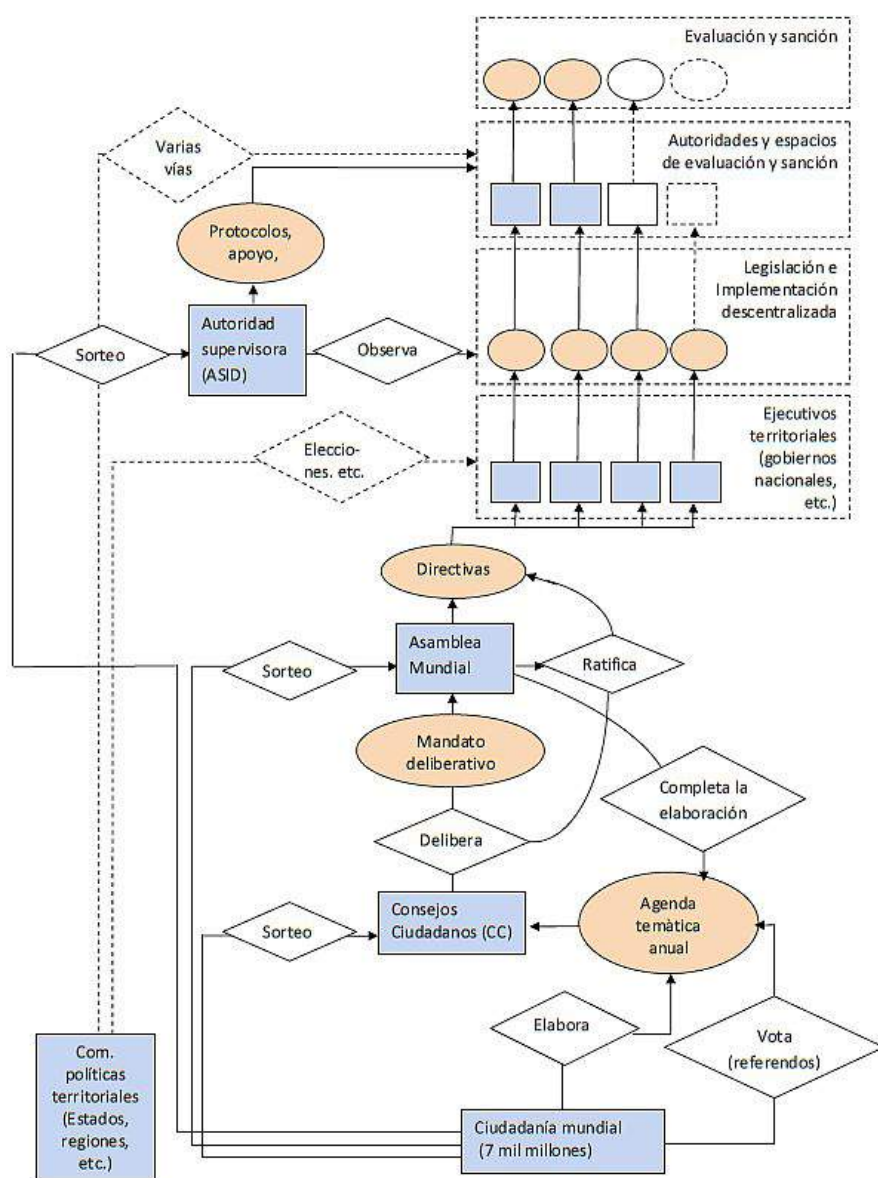 Evaluación y sanción
Varias
vías
Autoridades y espacios
de evaluación y sanción
Protocolos,
apoyo,
Legislación e
Implementación
descentralizada
Sorteo
Autoridad
supervisora
(ASID)
Observa
Ejecutivos
territoriales
(gobiernos
nacionales,
etc.)
Eleccio-
nes. etc.
Directivas
Sorteo
Asamblea
Mundial
Ratifica
Mandato
deliberativo
Completa la
elaboración
Delibera
Sorteo
Consejos
Ciudadanos (CC)
Agenda
temàtica
anual
Elabora
Vota
(referendos)
Com.
políticas
territoriales
(Estados,
regiones,
etc.)
Ciudadanía mundial
(7 mil millones)